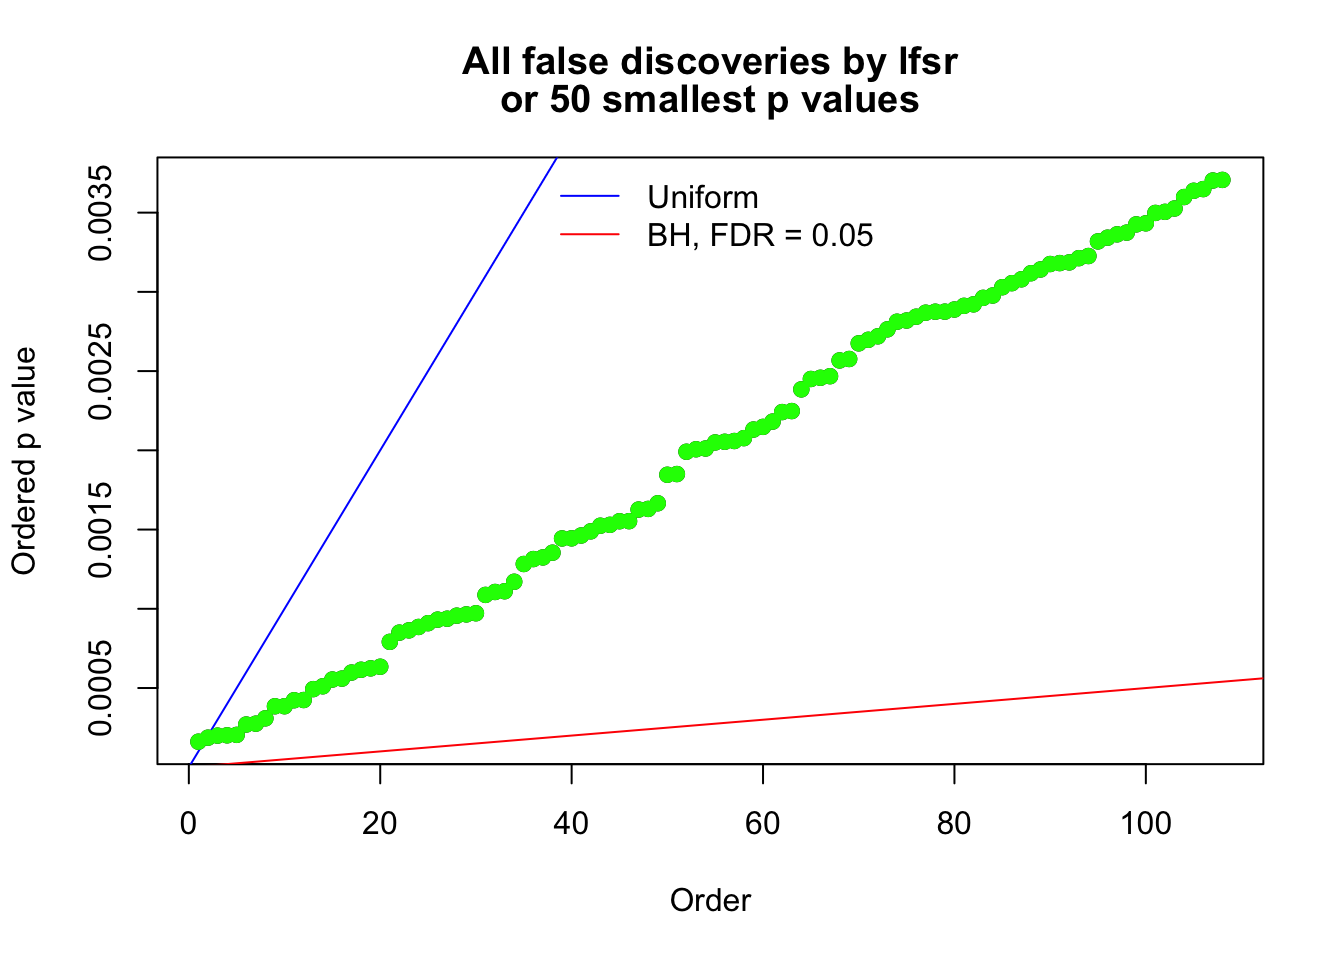 All false discoveries by lfsr
or 50 smallest p values
Uniform
BH, FDR = 0.05
Ordered p value
0.0035
0.0025
0.0015
0.0005
0 20 40 60 80 100
Order